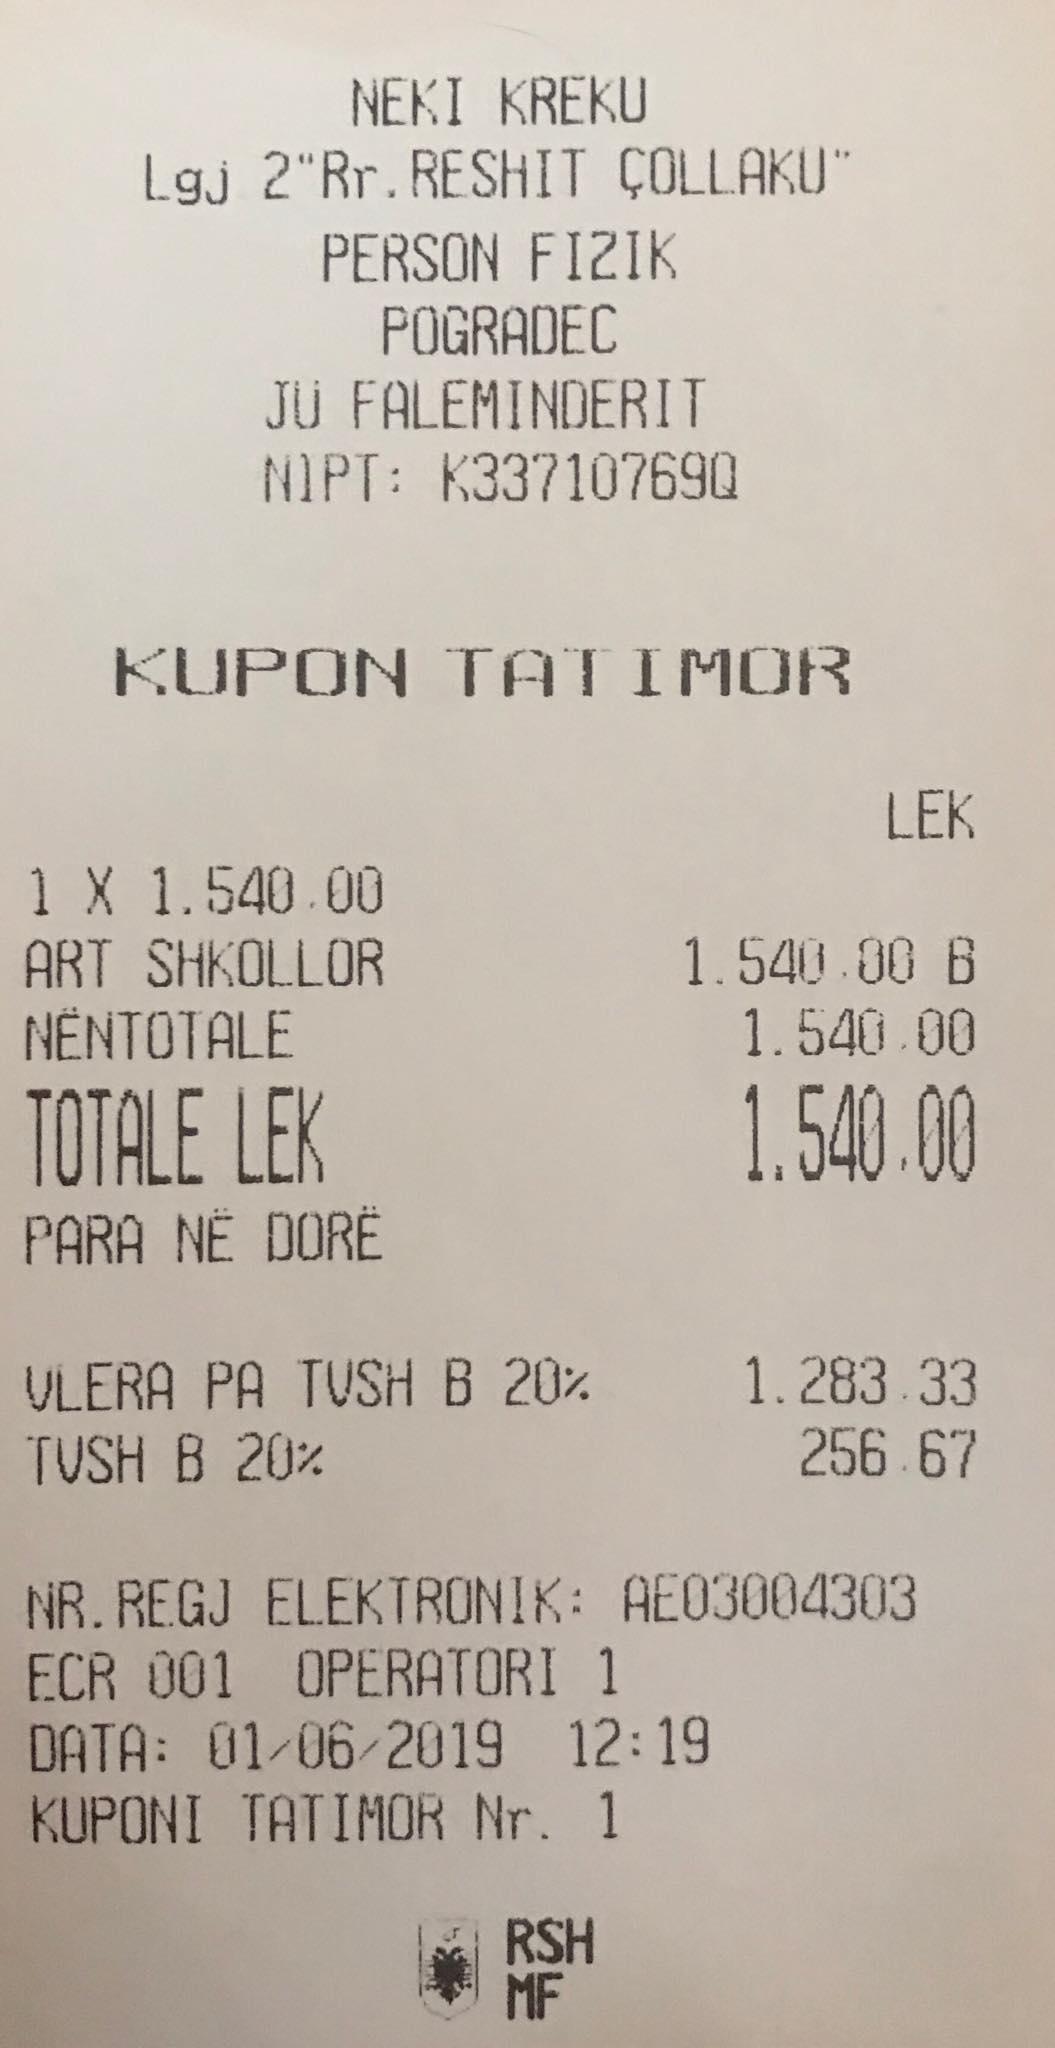 NEKI KREKU
Lgj 2"Rr.RESHIT ÇOLLAKU"
PERSON FIZIK
POGRADEC
JU FALEMINDERIT
NIPT: K33710769Q
KUPON TATIMOR
LEK
1 X 1.540.00
ART SHKOLLOR 1.540.00 B
NËNTOTALE 1.540.00
TOTALE LEK 1.540.00
PARA NË DORË
VLERA PA TVSH B 20% 1.283.33
TVSH B 20% 256.67
NR.REGJ ELEKTRONIK: AE03004303
ECR 001 OPERATORI 1
DATA: 01/06/2019 12:19
KUPONI TATIMOR Nr. 1
RSH
MF